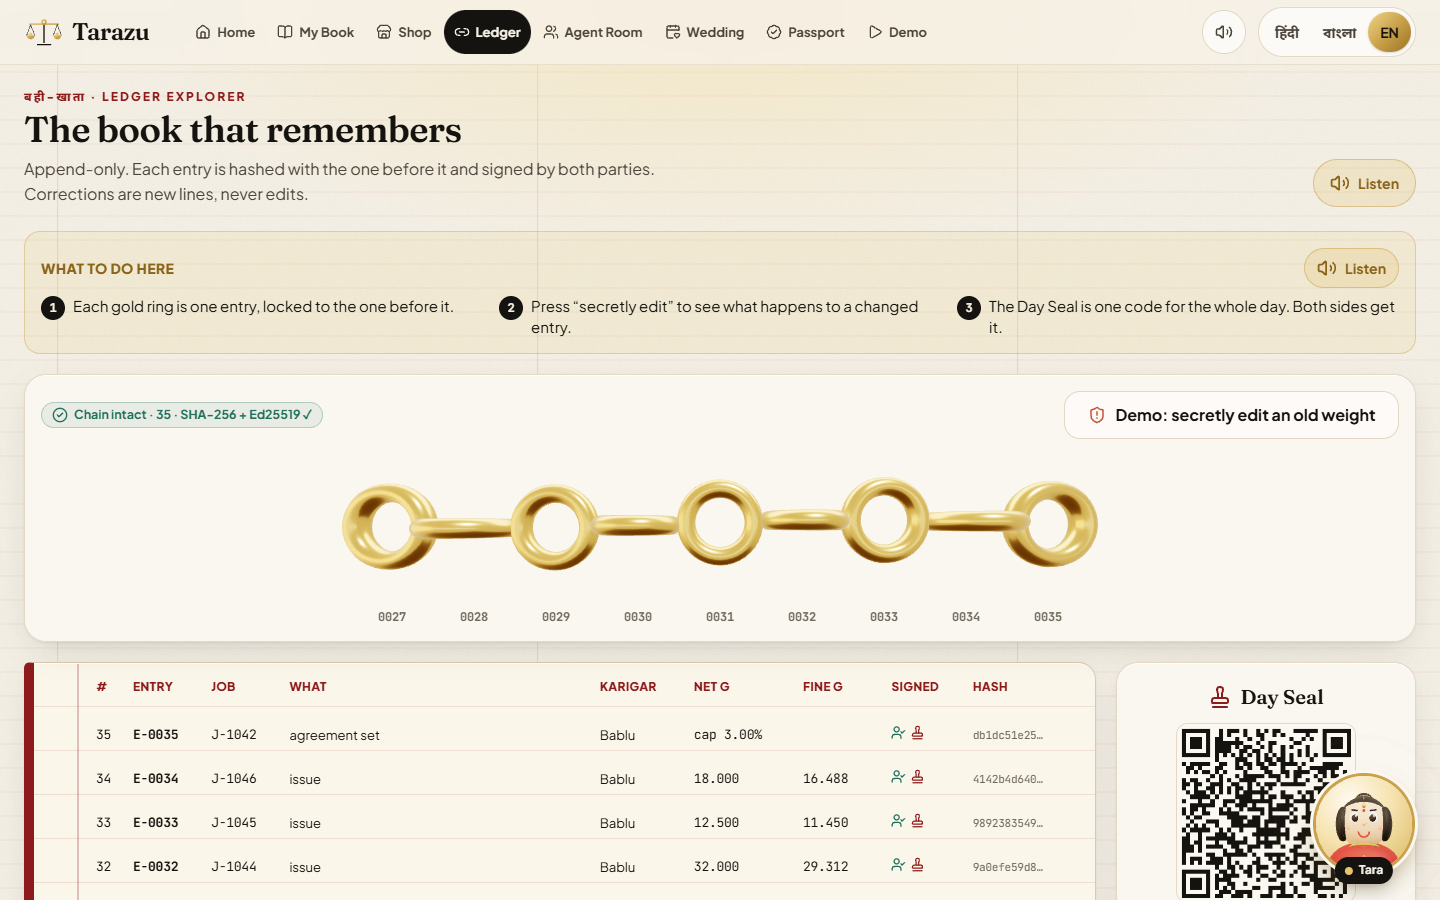 Tarazu
Home
My Book
Shop
Ledger
Agent Room
Wedding
Passport
Demo
हिंदी
বাংলা
EN
बही-खाता · LEDGER EXPLORER
The book that remembers
Append-only. Each entry is hashed with the one before it and signed by both parties.
Corrections are new lines, never edits.
Listen
WHAT TO DO HERE
Listen
1 Each gold ring is one entry, locked to the one before it.
2 Press “secretly edit” to see what happens to a changed
entry.
3 The Day Seal is one code for the whole day. Both sides get
it.
Chain intact · 35 · SHA-256 + Ed25519 ✓
Demo: secretly edit an old weight
0027 0028 0029 0030 0031 0032 0033 0034 0035
# ENTRY JOB WHAT KARIGAR NET G FINE G SIGNED HASH
35 E-0035 J-1042 agreement set Bablu cap 3.00% db1dc51e25…
34 E-0034 J-1046 issue Bablu 18.000 16.488 4142b4d640…
33 E-0033 J-1045 issue Bablu 12.500 11.450 9892383549…
32 E-0032 J-1044 issue Bablu 32.000 29.312 9a0efe59d8…
Day Seal
Tara